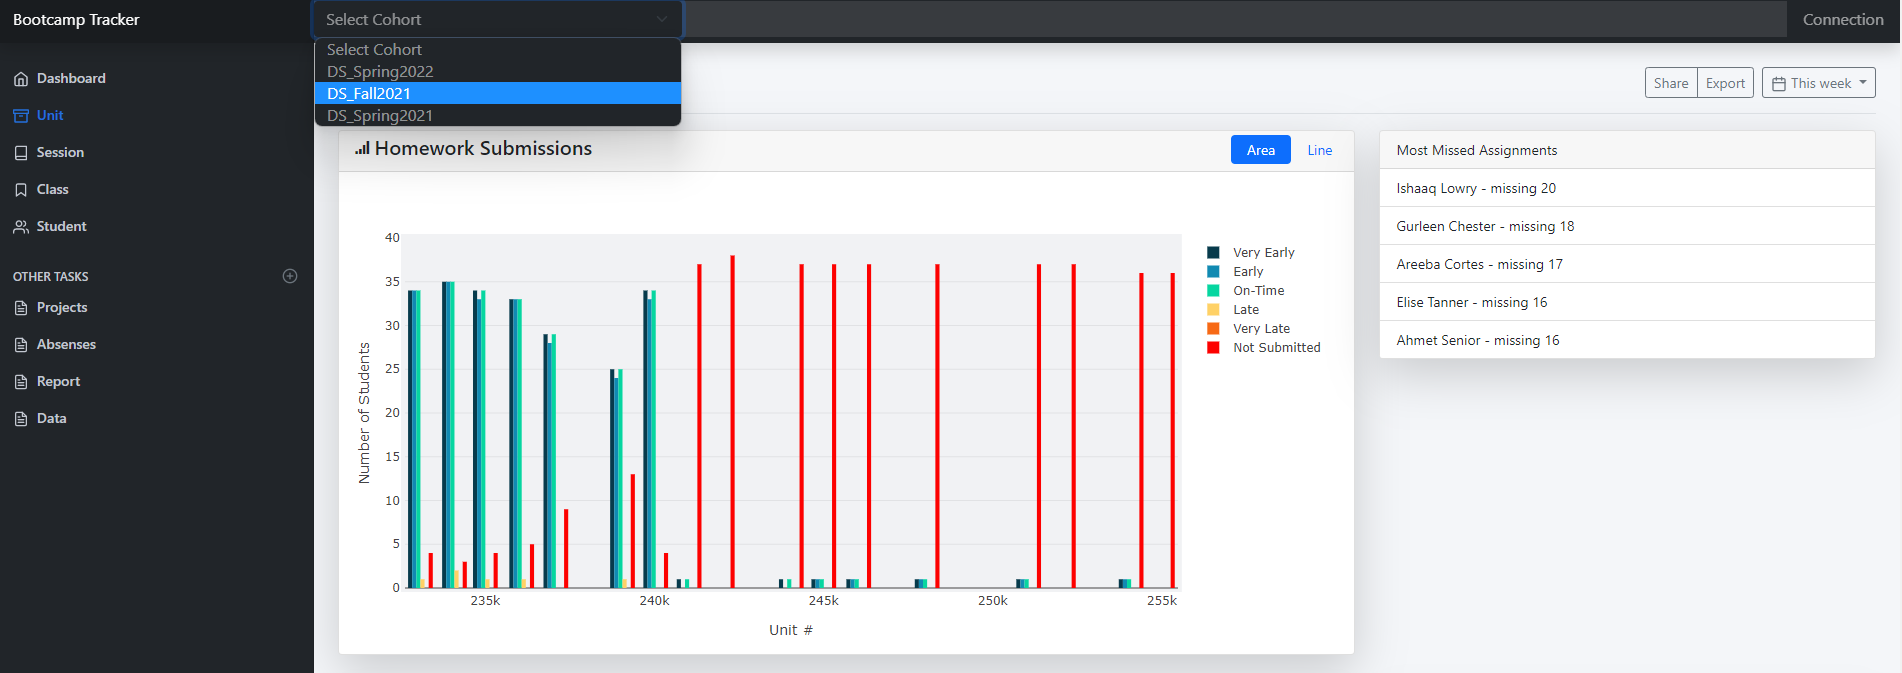 Bootcamp Tracker
Select Cohort
Connection
Select Cohort
DS_Spring2022
DS_Fall2021
DS_Spring2021
Dashboard
Unit
Session
Class
Student
OTHER TASKS
Projects
Absenses
Report
Data
Share
Export
This week
Homework Submissions
Area
Line
40
35
30
25
20
15
10
5
0
Number of Students
235k
240k
245k
250k
255k
Unit #
Very Early
Early
On-Time
Late
Very Late
Not Submitted
Most Missed Assignments
Ishaaq Lowry - missing 20
Gurleen Chester - missing 18
Areeba Cortes - missing 17
Elise Tanner - missing 16
Ahmet Senior - missing 16